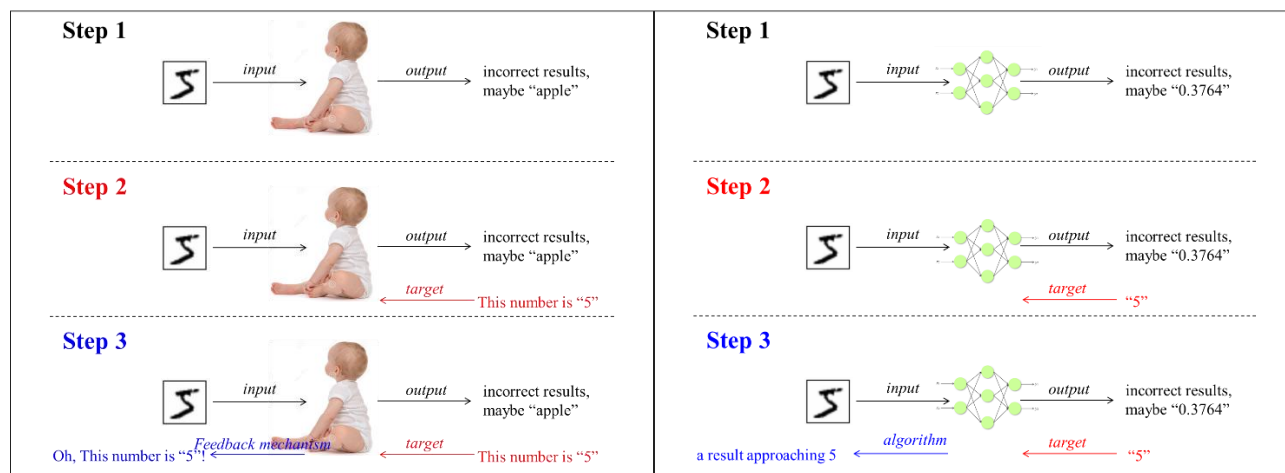 Step 1
input
output
incorrect results,
maybe “apple”
Step 2
input
output
incorrect results,
maybe “apple”
target
This number is “5”
Step 3
input
output
incorrect results,
maybe “apple”
Feedback mechanism
target
Oh, This number is “5”!
This number is “5”
Step 1
input
output
incorrect results,
maybe “0.3764”
Step 2
input
output
incorrect results,
maybe “0.3764”
target
“5”
Step 3
input
output
incorrect results,
maybe “0.3764”
algorithm
target
a result approaching 5
“5”